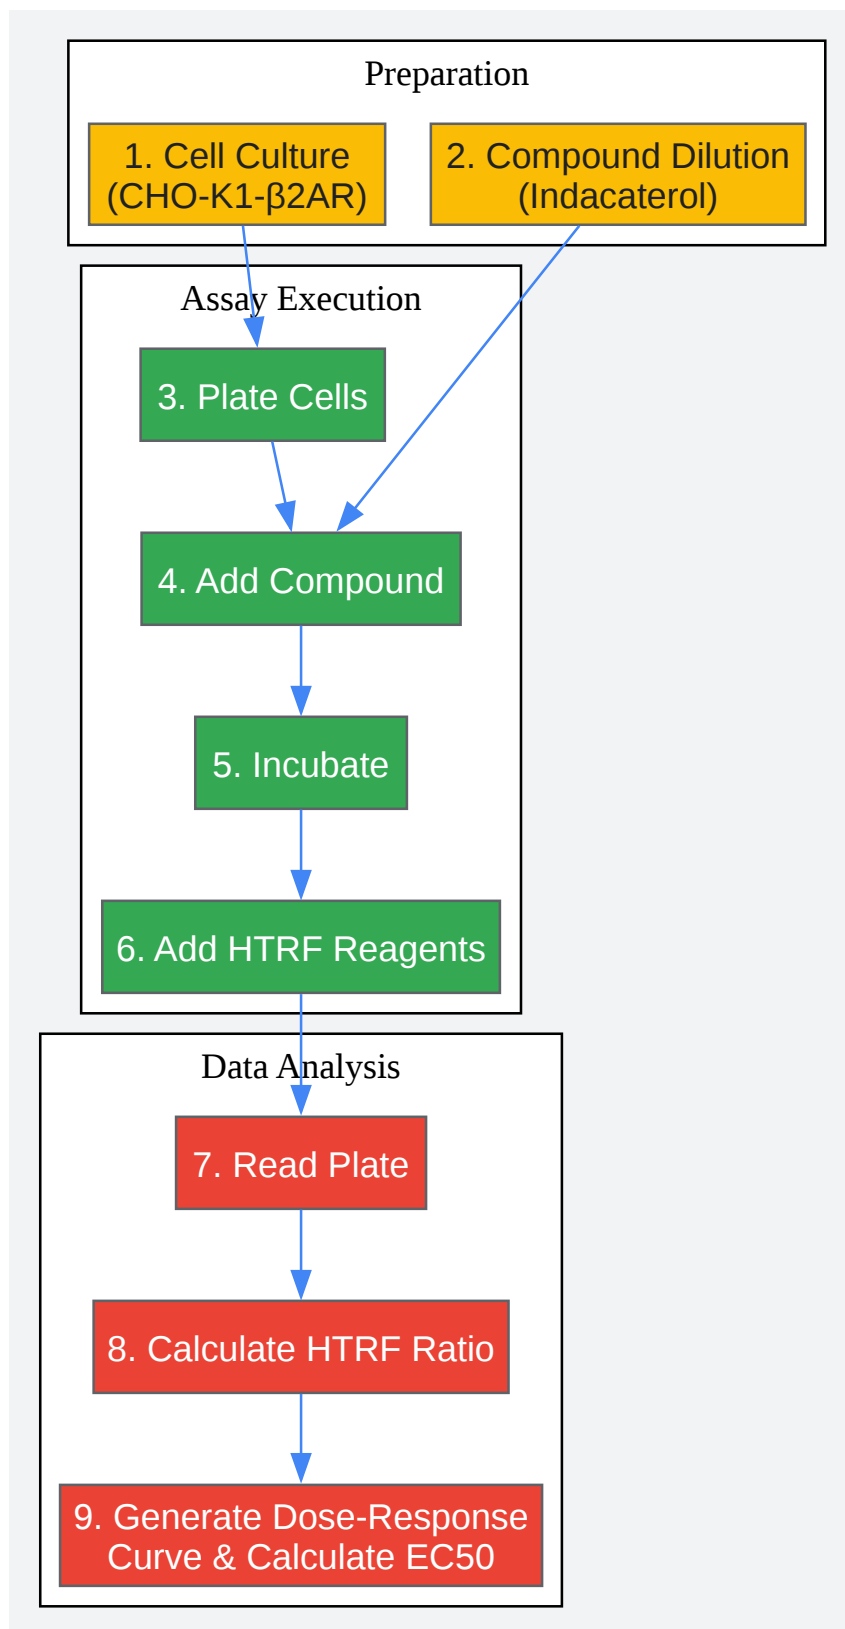 Preparation
1. Cell Culture
(CHO-K1-β2AR)
2. Compound Dilution
(Indacaterol)
Assay Execution
3. Plate Cells
4. Add Compound
5. Incubate
6. Add HTRF Reagents
Data Analysis
7. Read Plate
8. Calculate HTRF Ratio
9. Generate Dose-Response
Curve & Calculate EC50